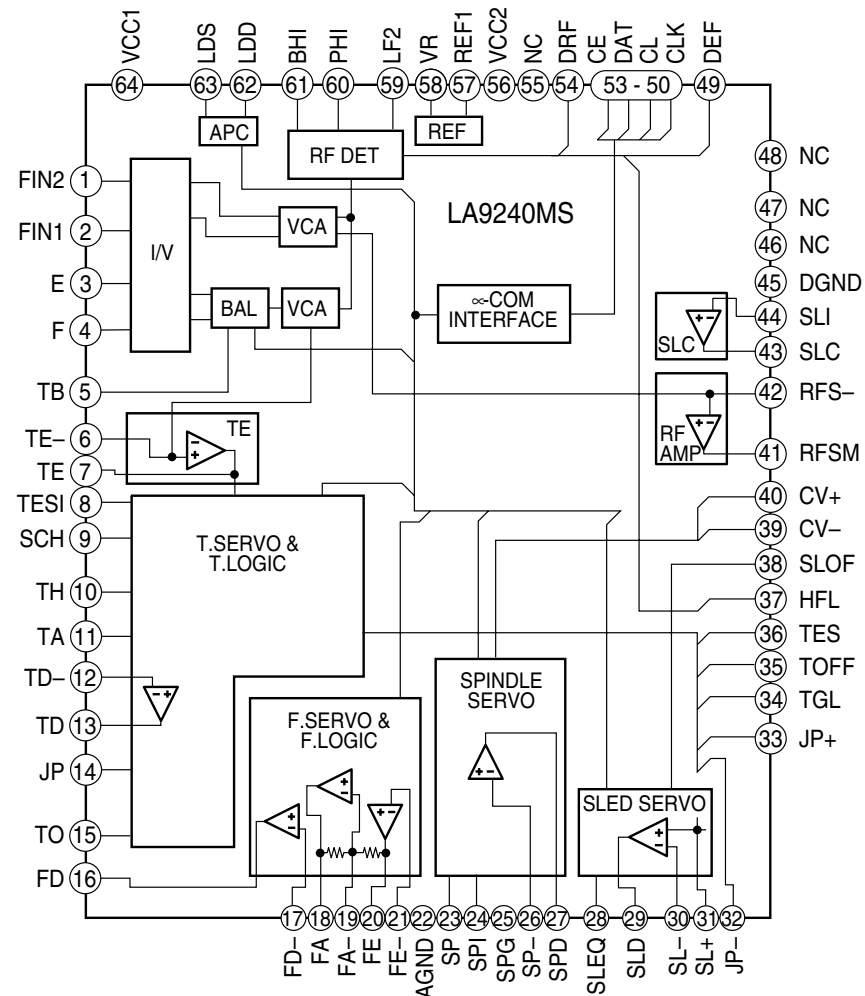 VCC1
LDS
LDD
BHI
PHI
LF2
VR
REF1
VCC2
NC
DRF
CE
DAT
CL
CLK
DEF
64
63
62
61
60
59
58
57
56
55
54
53 - 50
49
APC
REF
RF DET
LA9240MS
FIN2 1
FIN1 2
E 3
F 4
TB 5
TE– 6
TE 7
TESI 8
SCH 9
TH 10
TA 11
TD– 12
TD 13
JP 14
TO 15
FD 16
I/V
VCA
BAL
VCA
∝-COM
INTERFACE
TE
+
SLC
RF
AMP
T.SERVO &
T.LOGIC
F.SERVO &
F.LOGIC
SPINDLE
SERVO
SLED SERVO
48 NC
47 NC
46 NC
45 DGND
44 SLI
43 SLC
42 RFS–
41 RFSM
40 CV+
39 CV–
38 SLOF
37 HFL
36 TES
35 TOFF
34 TGL
33 JP+
17
18
19
20
21
22
23
24
25
26
27
28
29
30
31
32
FD–
FA
FA–
FE
FE–
AGND
SP
SPI
SPG
SP–
SPD
SLEQ
SLD
SL–
SL+
JP–